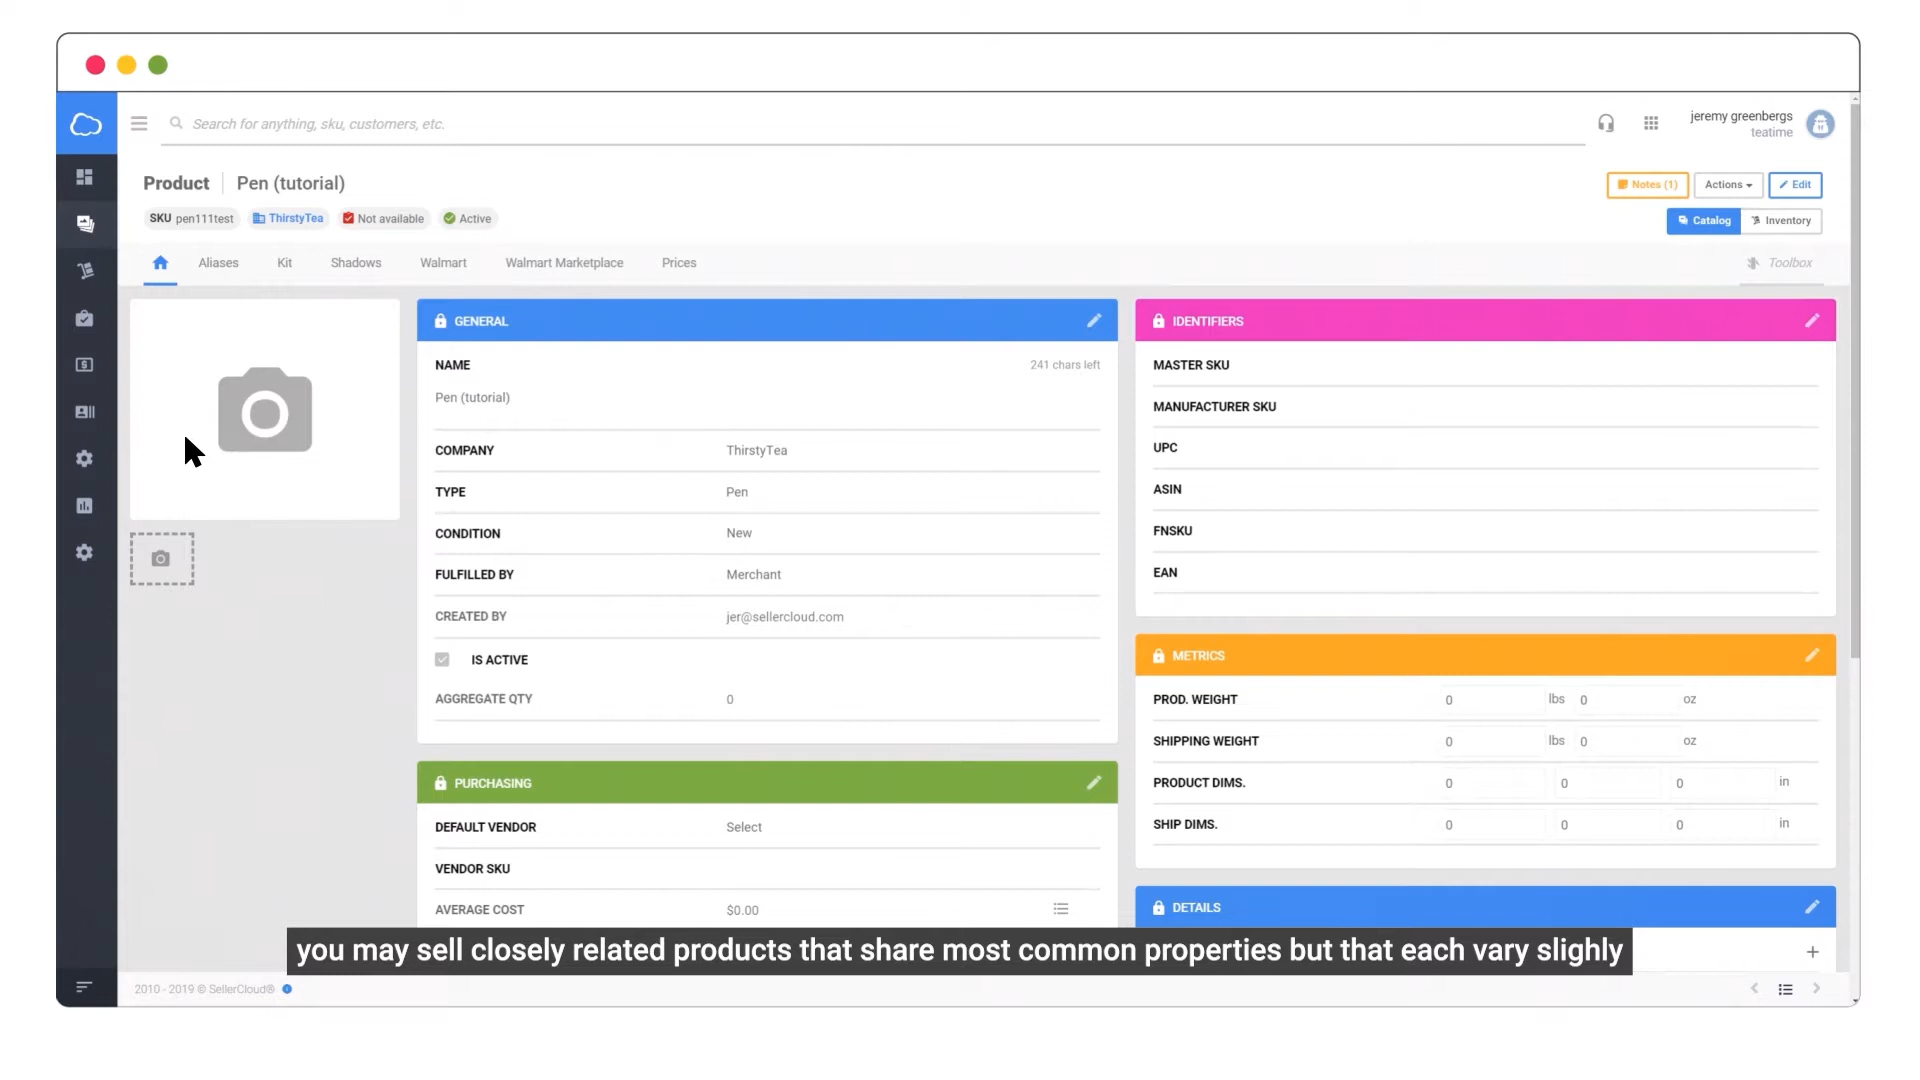 Search for anything, sku, customers, etc.
jeremy greenbergs
teatime
Product Pen (tutorial)
Notes (1) Actions Edit
SKU pen111test ThirstyTea Not available Active
Catalog Inventory
Aliases Kit Shadows Walmart Walmart Marketplace Prices Toolbox
GENERAL
NAME 241 chars left
Pen (tutorial)
COMPANY ThirstyTea
TYPE Pen
CONDITION New
FULFILLED BY Merchant
CREATED BY jer@sellercloud.com
IS ACTIVE
AGGREGATE QTY 0
PURCHASING
DEFAULT VENDOR Select
VENDOR SKU
AVERAGE COST $0.00
IDENTIFIERS
MASTER SKU
MANUFACTURER SKU
UPC
ASIN
FNSKU
EAN
METRICS
PROD. WEIGHT 0 lbs 0 oz
SHIPPING WEIGHT 0 lbs 0 oz
PRODUCT DIMS. 0 0 0 in
SHIP DIMS. 0 0 0 in
DETAILS
you may sell closely related products that share most common properties but that each vary slighly
2010 - 2019 © SellerCloud®